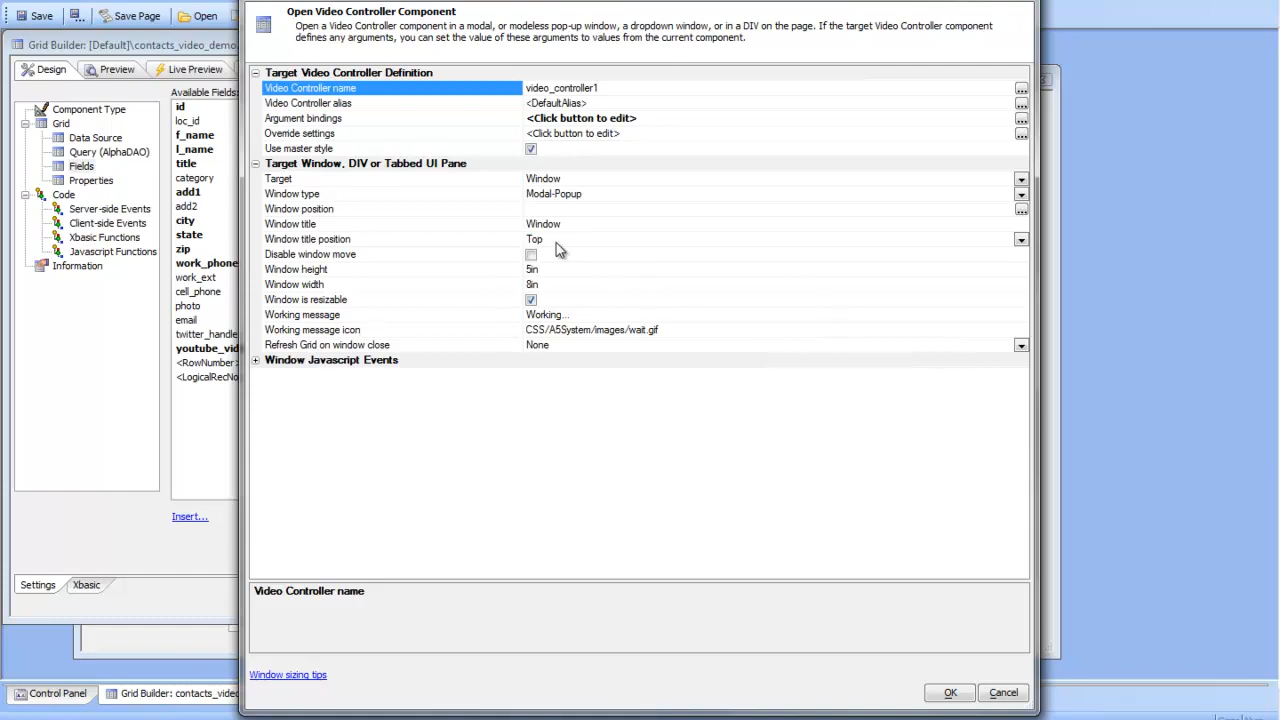 Save
...
Save Page
Open
Grid Builder: [Default]\contacts_video_demo.
Design
Preview
Live Preview
Component Type
Grid
Data Source
Query (AlphaDAO)
Fields
Properties
Code
Server-side Events
Client-side Events
Xbasic Functions
Javascript Functions
Information
Available Fields:
id
loc_id
f_name
l_name
title
category
add1
add2
city
state
zip
work_phone
work_ext
cell_phone
photo
email
twitter_handle
youtube_vid
<RowNumber>
<LogicalRecNo
Insert...
Settings
Xbasic
Open Video Controller Component
Open a Video Controller component in a modal, or modeless pop-up window, a dropdown window, or in a DIV on the page. If the target Video Controller component
defines any arguments, you can set the value of these arguments to values from the current component.
Target Video Controller Definition
Video Controller name video_controller1 ...
Video Controller alias <DefaultAlias> ...
Argument bindings <Click button to edit> ...
Override settings <Click button to edit> ...
Use master style
Target Window, DIV or Tabbed UI Pane
Target Window
Window type Modal-Popup
Window position ...
Window title Window
Window title position Top
Disable window move
Window height 5in
Window width 8in
Window is resizable
Working message Working...
Working message icon CSS/A5System/images/wait.gif
Refresh Grid on window close None
Window Javascript Events
Video Controller name
Window sizing tips
OK Cancel
Control Panel
Grid Builder: contacts_video